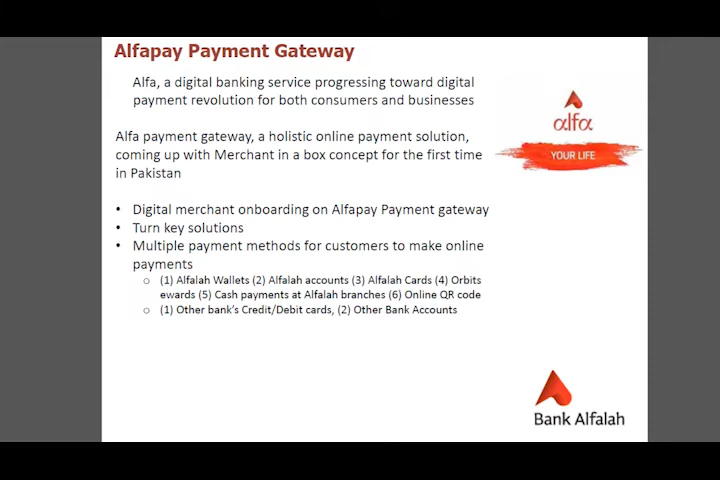 Alfapay Payment Gateway
Alfa, a digital banking service progressing toward digital
payment revolution for both consumers and businesses
αlfα
YOUR LIFE
Alfa payment gateway, a holistic online payment solution,
coming up with Merchant in a box concept for the first time
in Pakistan
• Digital merchant onboarding on Alfapay Payment gateway
• Turn key solutions
• Multiple payment methods for customers to make online
payments
o (1) Alfalah Wallets (2) Alfalah accounts (3) Alfalah Cards (4) Orbits
ewards (5) Cash payments at Alfalah branches (6) Online QR code
o (1) Other bank's Credit/Debit cards, (2) Other Bank Accounts
Bank Alfalah